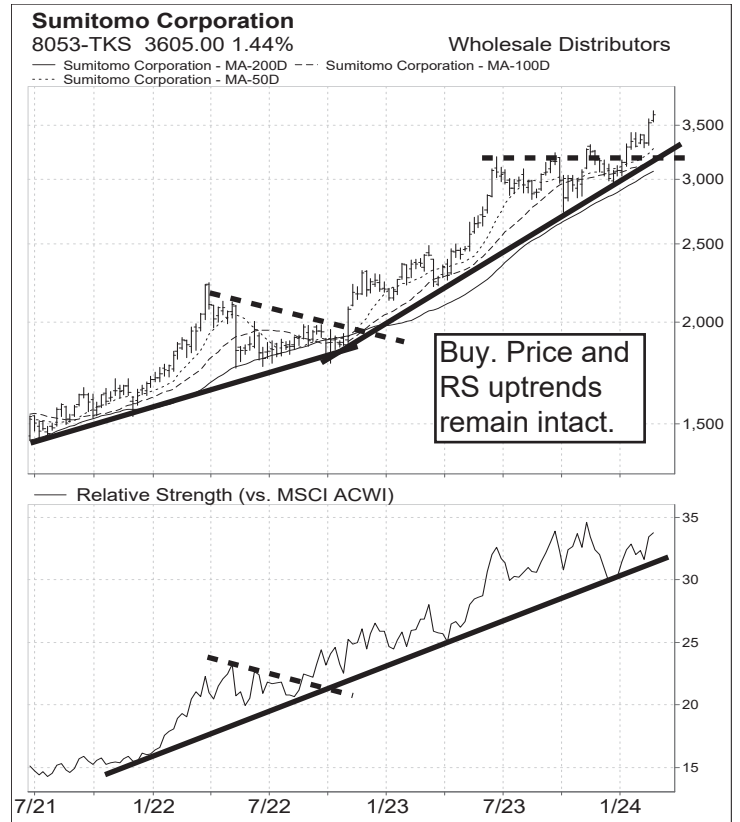 Sumitomo Corporation
8053-TKS 3605.00 1.44% Wholesale Distributors
Sumitomo Corporation - MA-200D Sumitomo Corporation - MA-100D
Sumitomo Corporation - MA-50D
3,500
3,000
2,500
2,000
Buy. Price and
RS uptrends
remain intact.
1,500
Relative Strength (vs. MSCI ACWI)
35
30
25
20
15
7/21 1/22 7/22 1/23 7/23 1/24